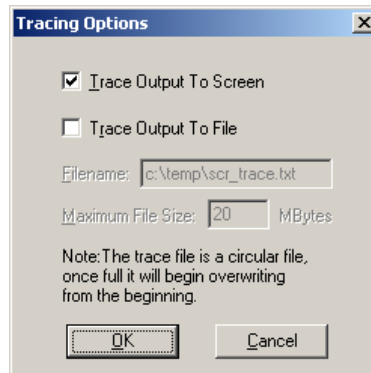 Tracing Options
Trace Output To Screen
Trace Output To File
Filename: c:\temp\scr_trace.txt
Maximum File Size: 20 MBytes
Note:The trace file is a circular file,
once full it will begin overwriting
from the beginning.
OK Cancel